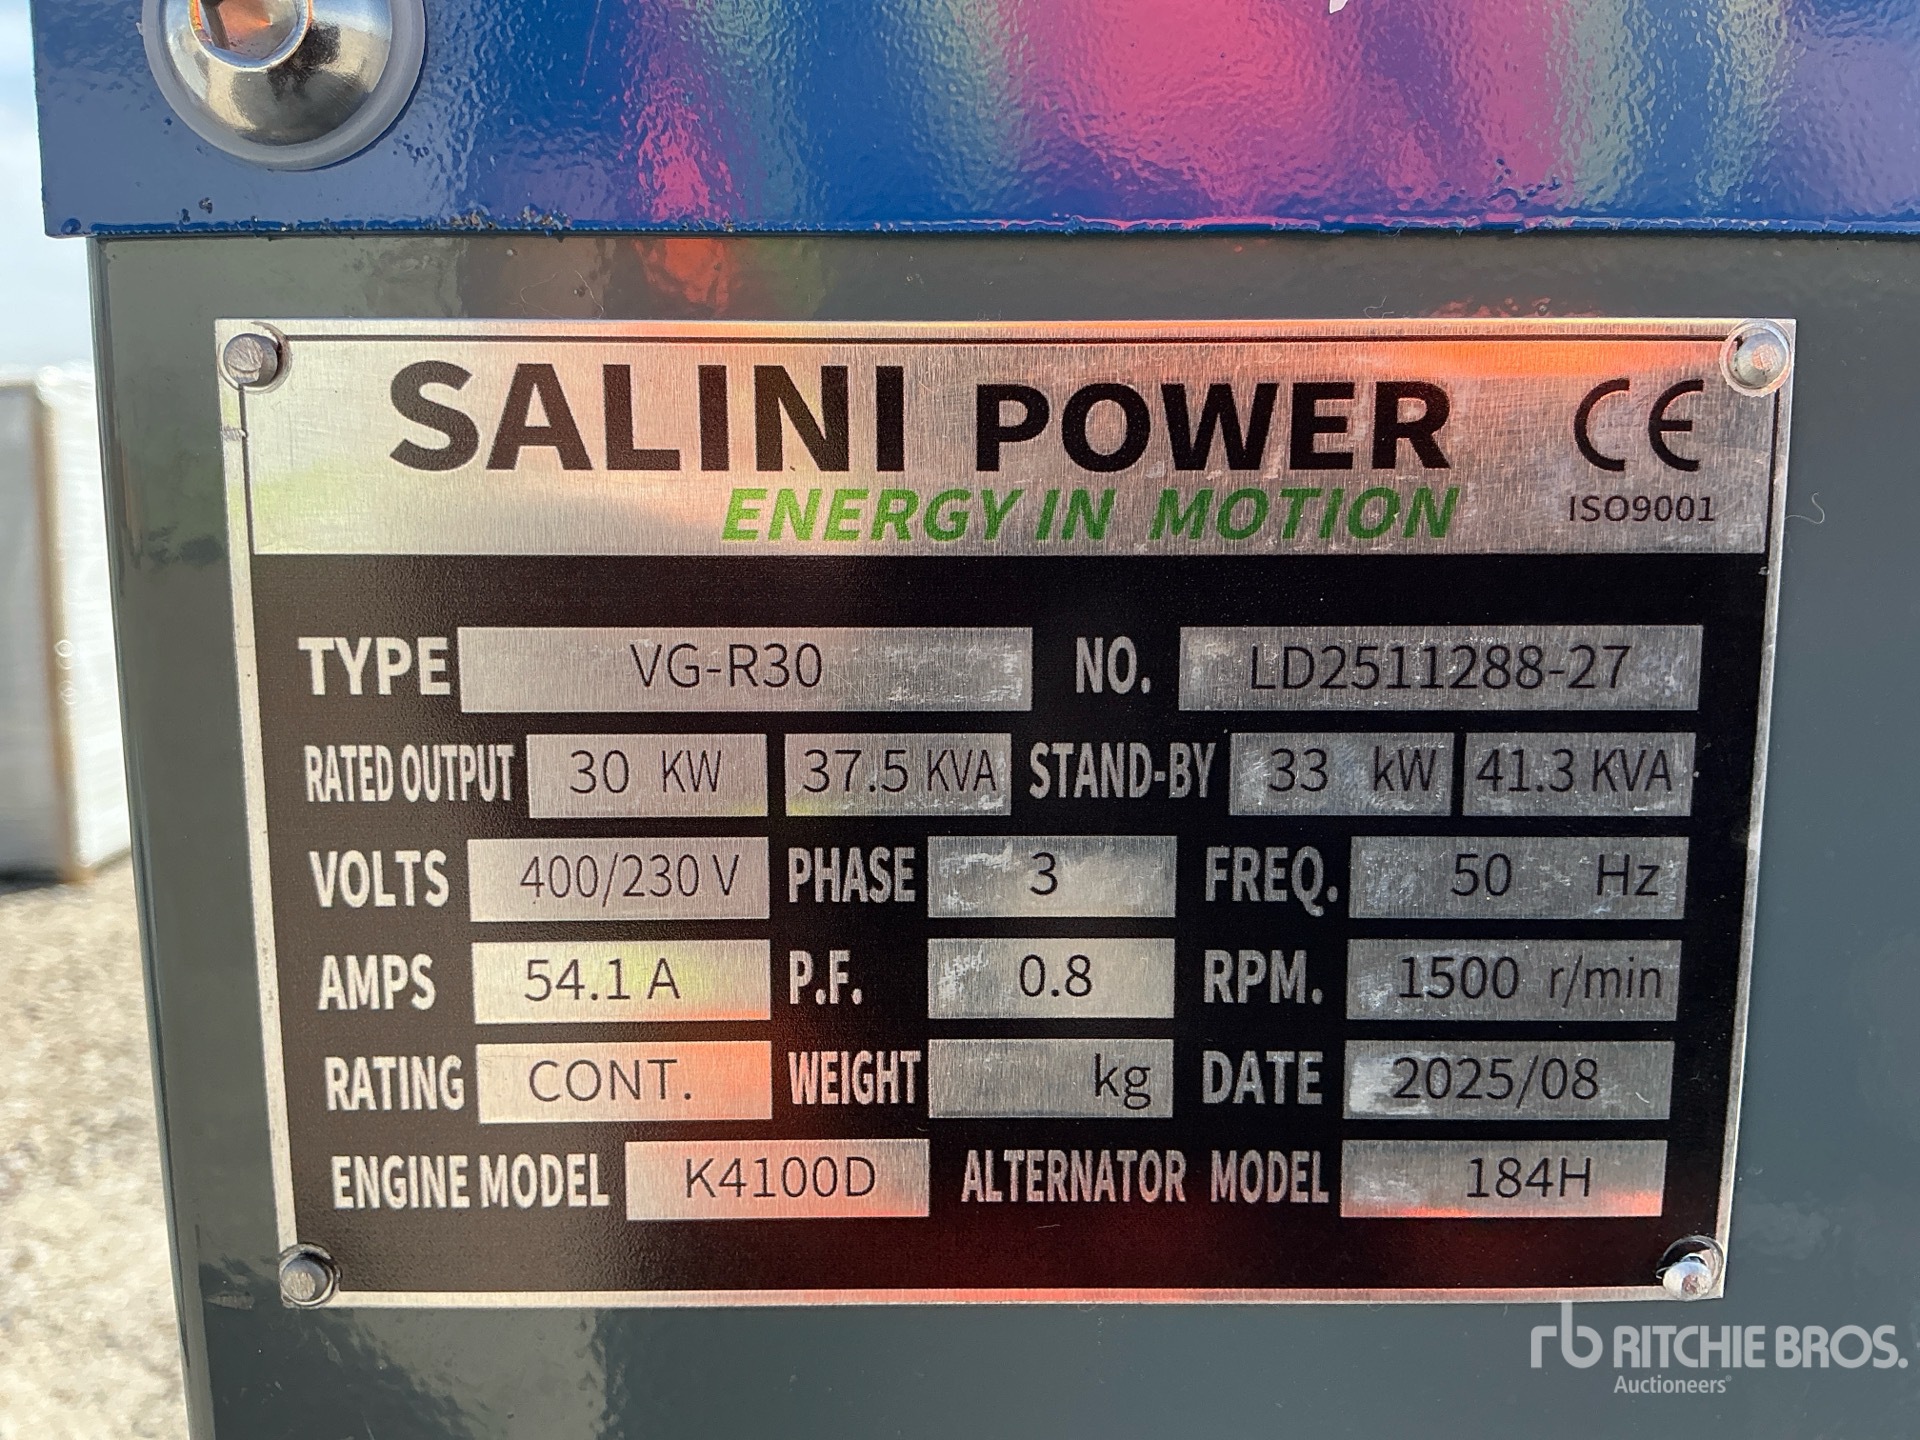 SALINI POWER CE
ENERGY IN MOTION ISO9001
TYPE VG-R30 NO. LD2511288-27
RATED OUTPUT 30 KW 37.5 KVA STAND-BY 33 kW 41.3 KVA
VOLTS 400/230 V PHASE 3 FREQ. 50 Hz
AMPS 54.1 A P.F. 0.8 RPM. 1500 r/min
RATING CONT. WEIGHT kg DATE 2025/08
ENGINE MODEL K4100D ALTERNATOR MODEL 184H
rb RITCHIE BROS.
Auctioneers